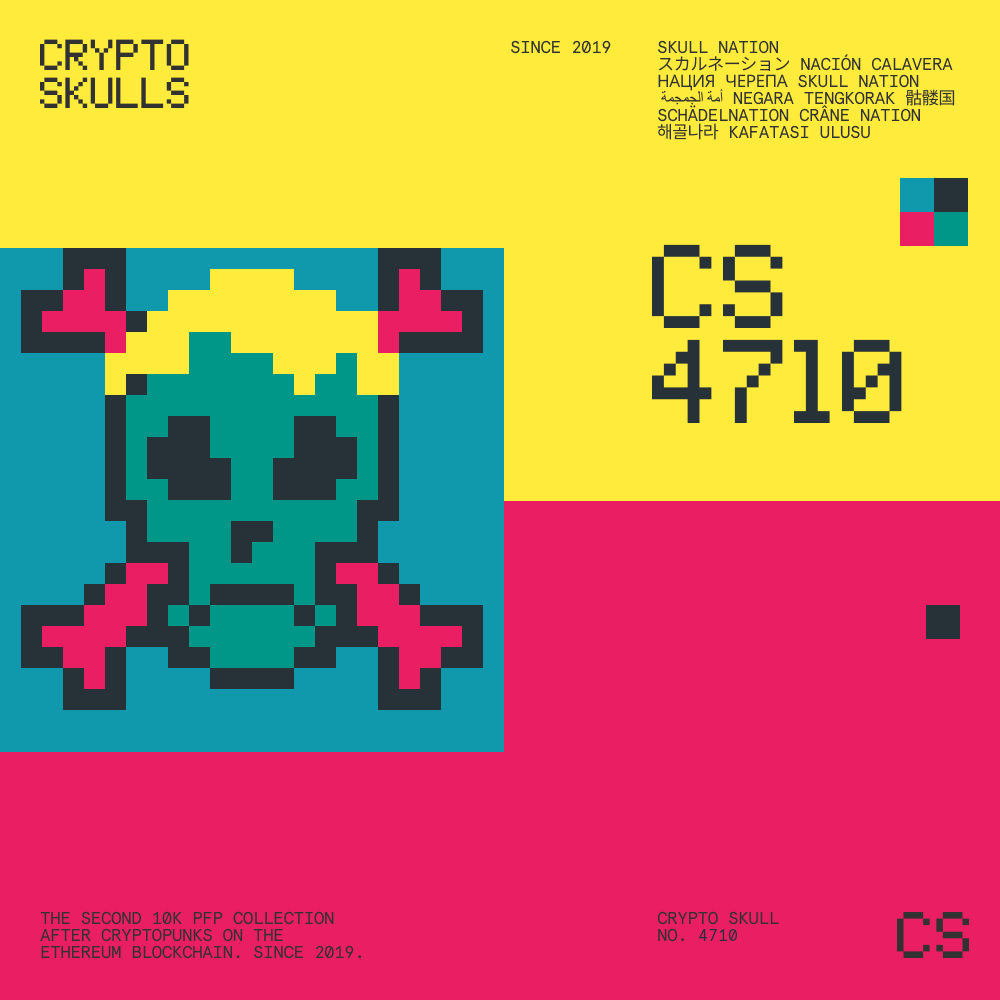 CRYPTO
SKULLS
SINCE 2019
SKULL NATION
スカルネーション NACIÓN CALAVERA
НАЦИЯ ЧЕРЕПА SKULL NATION
أمة الجمجمة NEGARA TENGKORAK 骷髅国
SCHÄDELNATION CRÂNE NATION
해골나라 KAFATASI ULUSU
CS
4710
THE SECOND 10K PFP COLLECTION
AFTER CRYPTOPUNKS ON THE
ETHEREUM BLOCKCHAIN. SINCE 2019.
CRYPTO SKULL
NO. 4710
CS